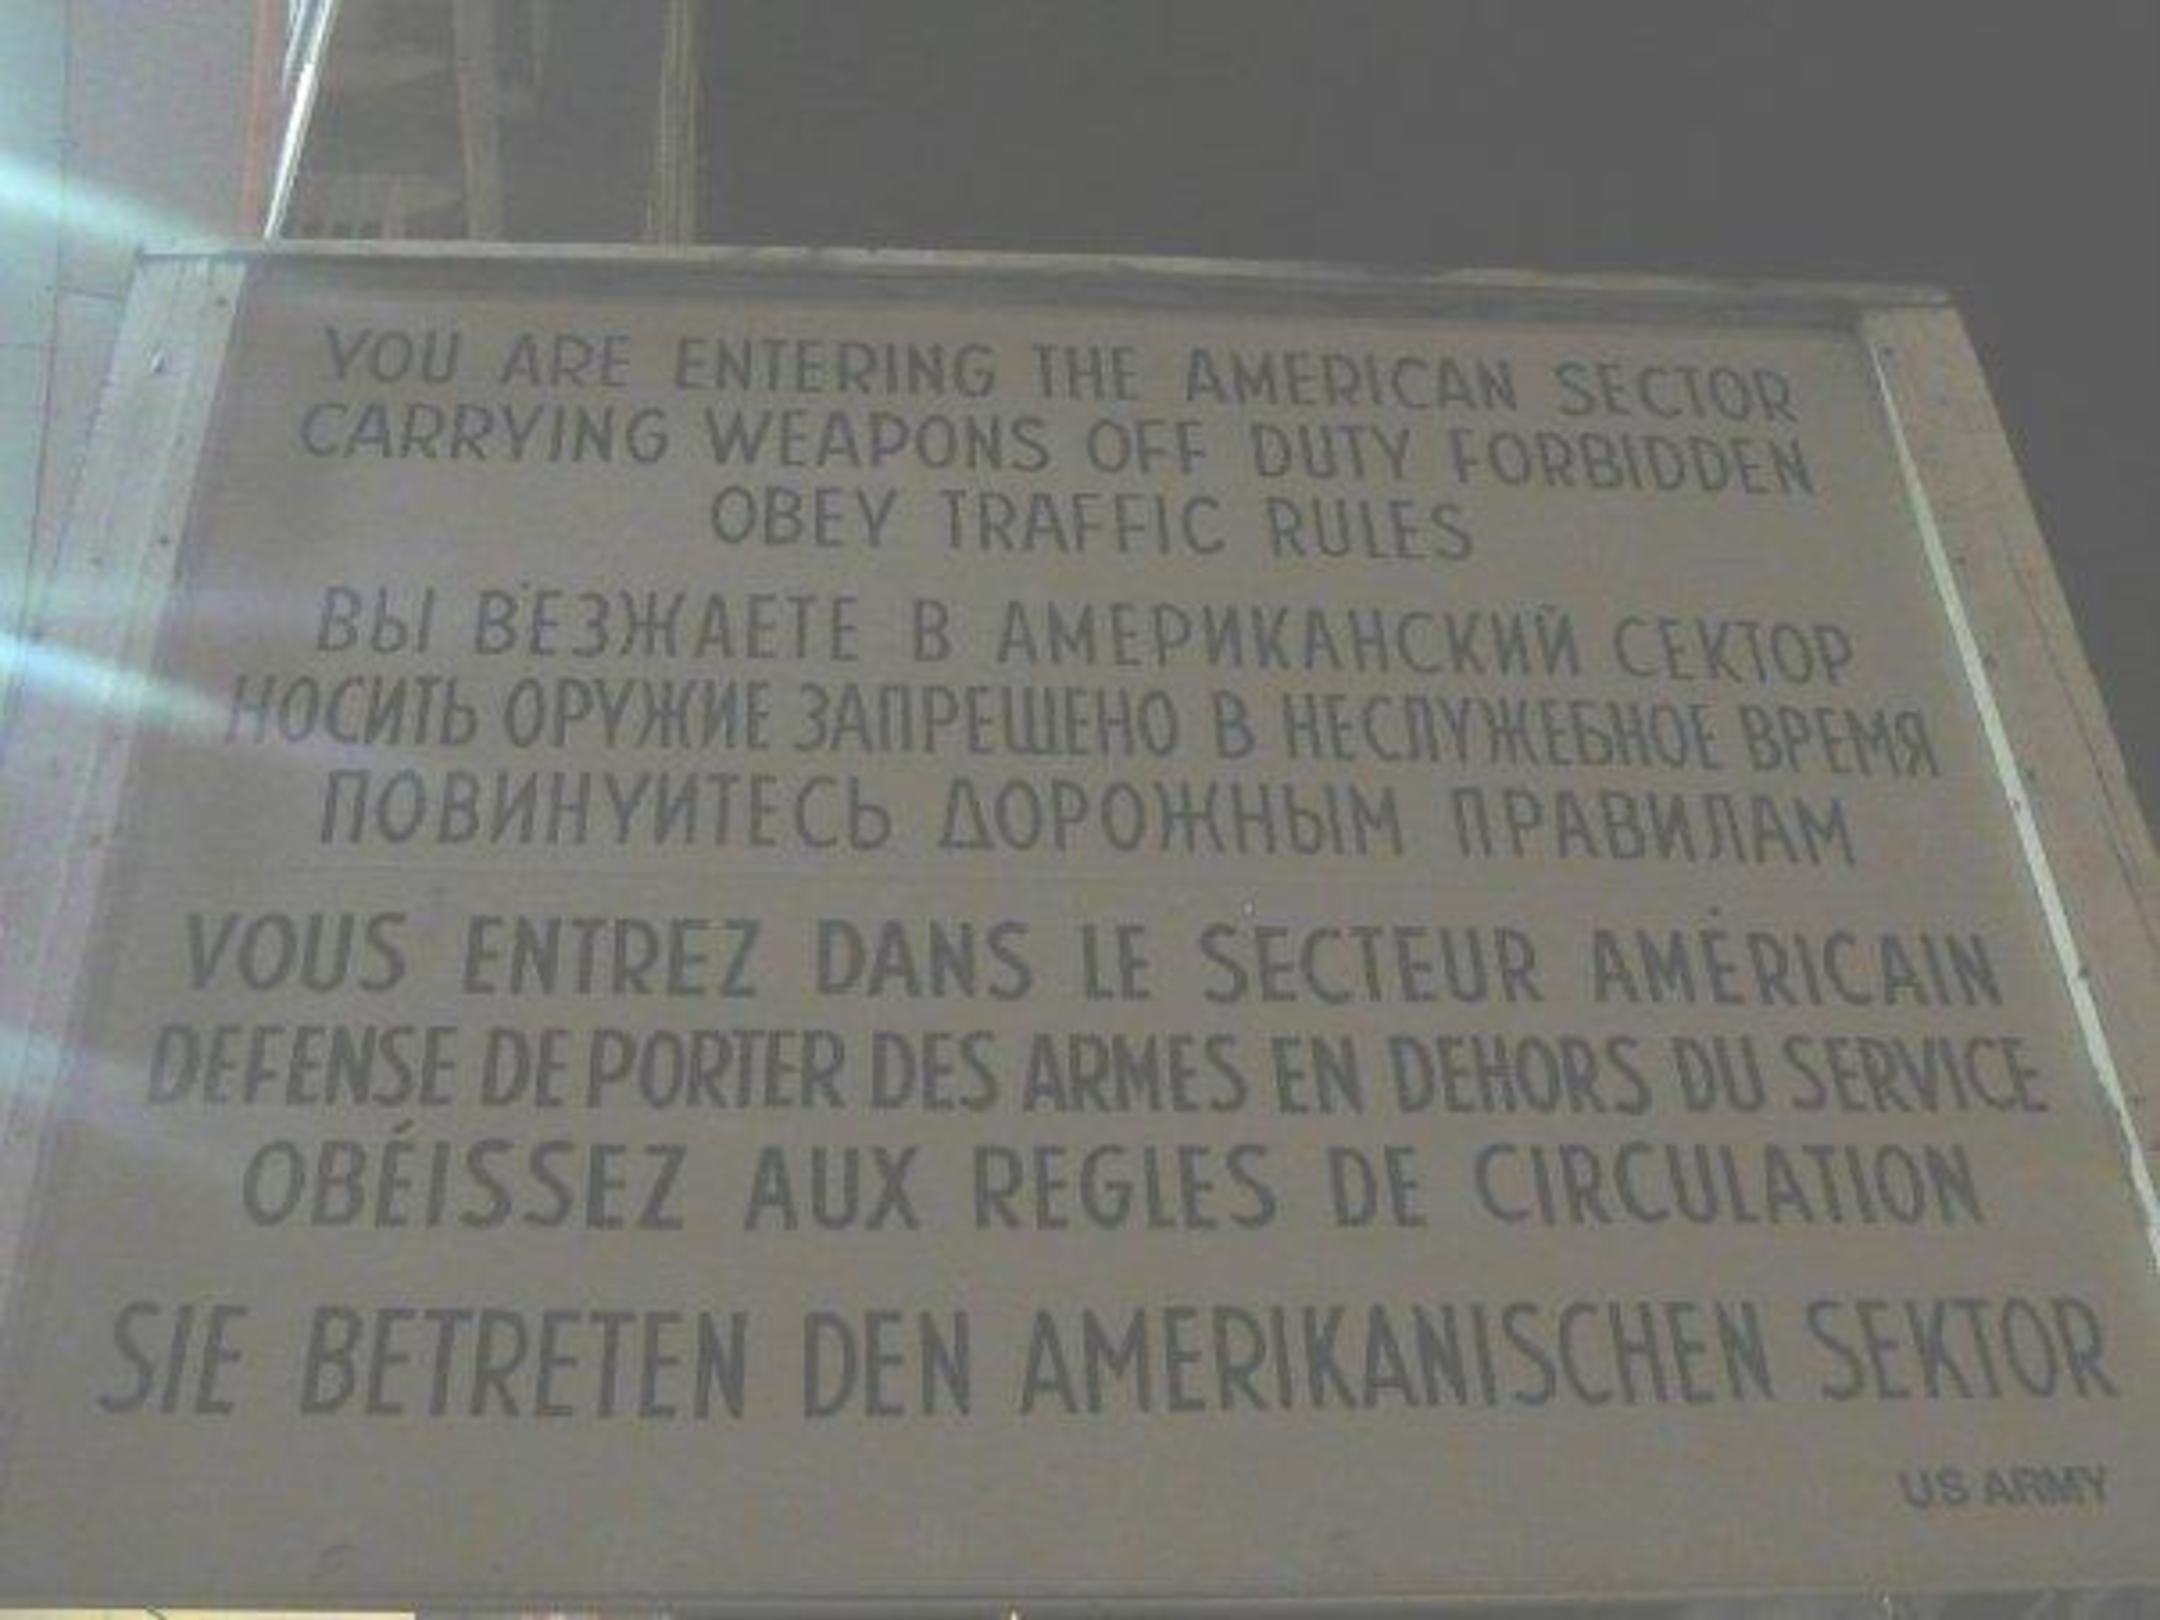 YOU ARE ENTERING THE AMERICAN SECTOR
CARRYING WEAPONS OFF DUTY FORBIDDEN
OBEY TRAFFIC RULES
ВЫ В'ЕЗЖАЕТЕ В АМЕРИКАНСКИЙ СЕКТОР
НОСИТЬ ОРУЖИЕ ЗАПРЕЩЕНО В НЕСЛУЖЕБНОЕ ВРЕМЯ
ПОВИНУИТЕСЬ ДОРОЖНЫМ ПРАВИЛАМ
VOUS ENTREZ DANS LE SECTEUR AMÉRICAIN
DEFENSE DE PORTER DES ARMES EN DEHORS DU SERVICE
OBÉISSEZ AUX REGLES DE CIRCULATION
SIE BETRETEN DEN AMERIKANISCHEN SEKTOR
US ARMY